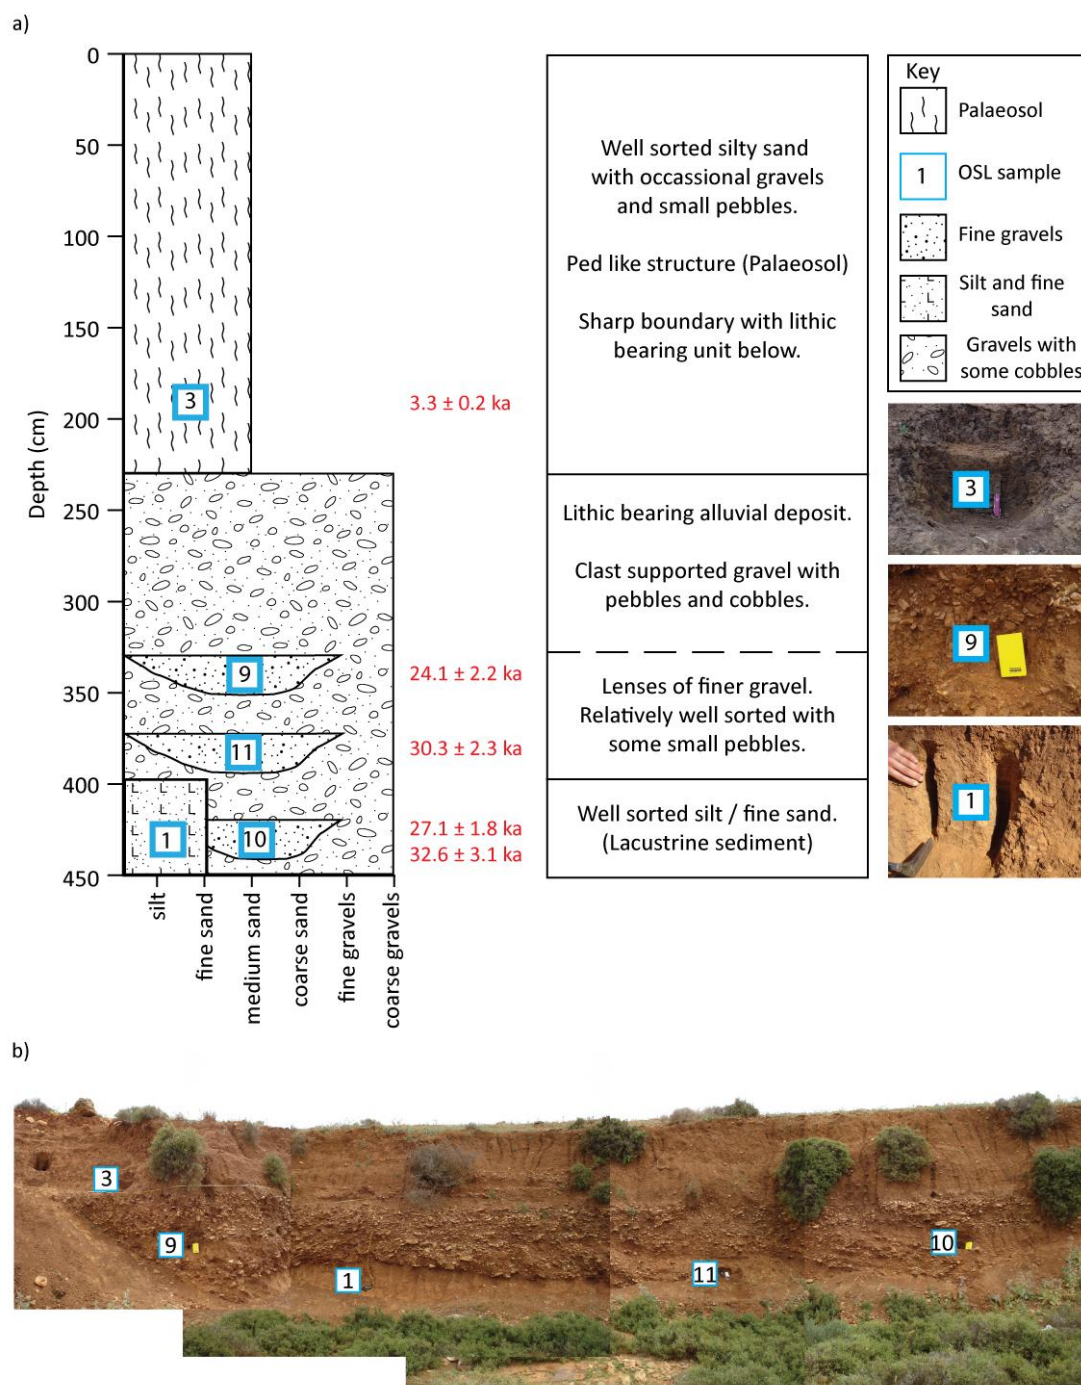 a)
0
50
100
150
200
250
300
350
400
450
Depth (cm)
3
9
11
1
10
silt
fine sand
medium sand
coarse sand
fine gravels
coarse gravels
3.3 ± 0.2 ka
24.1 ± 2.2 ka
30.3 ± 2.3 ka
27.1 ± 1.8 ka
32.6 ± 3.1 ka
Well sorted silty sand
with occassional gravels
and small pebbles.
Ped like structure (Palaeosol)
Sharp boundary with lithic
bearing unit below.
Lithic bearing alluvial deposit.
Clast supported gravel with
pebbles and cobbles.
Lenses of finer gravel.
Relatively well sorted with
some small pebbles.
Well sorted silt / fine sand.
(Lacustrine sediment)
Key
Palaeosol
1
OSL sample
Fine gravels
Silt and fine
sand
Gravels with
some cobbles
3
9
1
b)
3
9
1
11
10